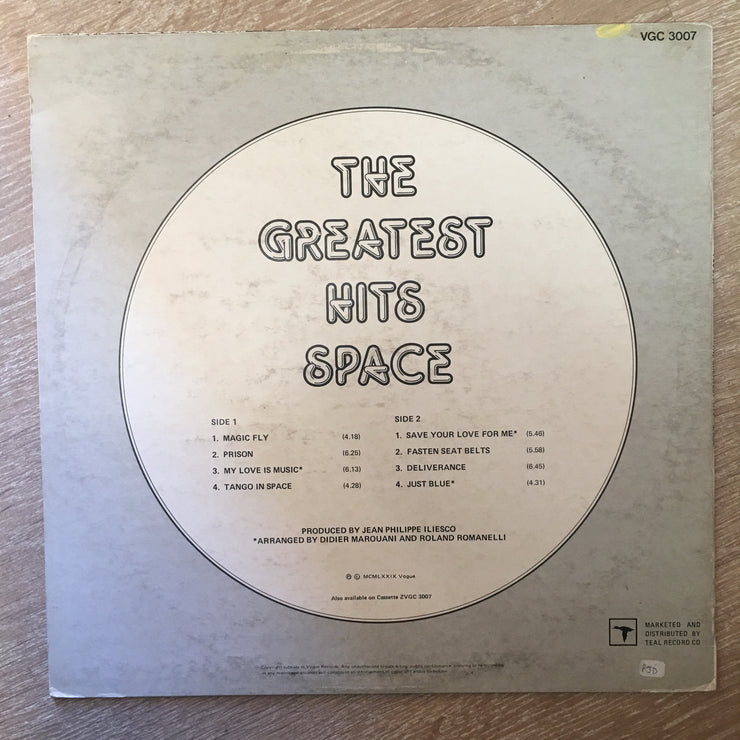 VGC 3007
THE
GREATEST
HITS
SPACE
SIDE 1
1. MAGIC FLY (4.18)
2. PRISON (6.25)
3. MY LOVE IS MUSIC* (6.13)
4. TANGO IN SPACE (4.28)
SIDE 2
1. SAVE YOUR LOVE FOR ME* (5.46)
2. FASTEN SEAT BELTS (5.58)
3. DELIVERANCE (6.45)
4. JUST BLUE* (4.31)
PRODUCED BY JEAN PHILIPPE ILIESCO
*ARRANGED BY DIDIER MAROUANI AND ROLAND ROMANELLI
℗ © MCMLXXIX Vogue
Also available on Cassette ZVGC 3007
MARKETED AND
DISTRIBUTED BY
TEAL RECORD CO